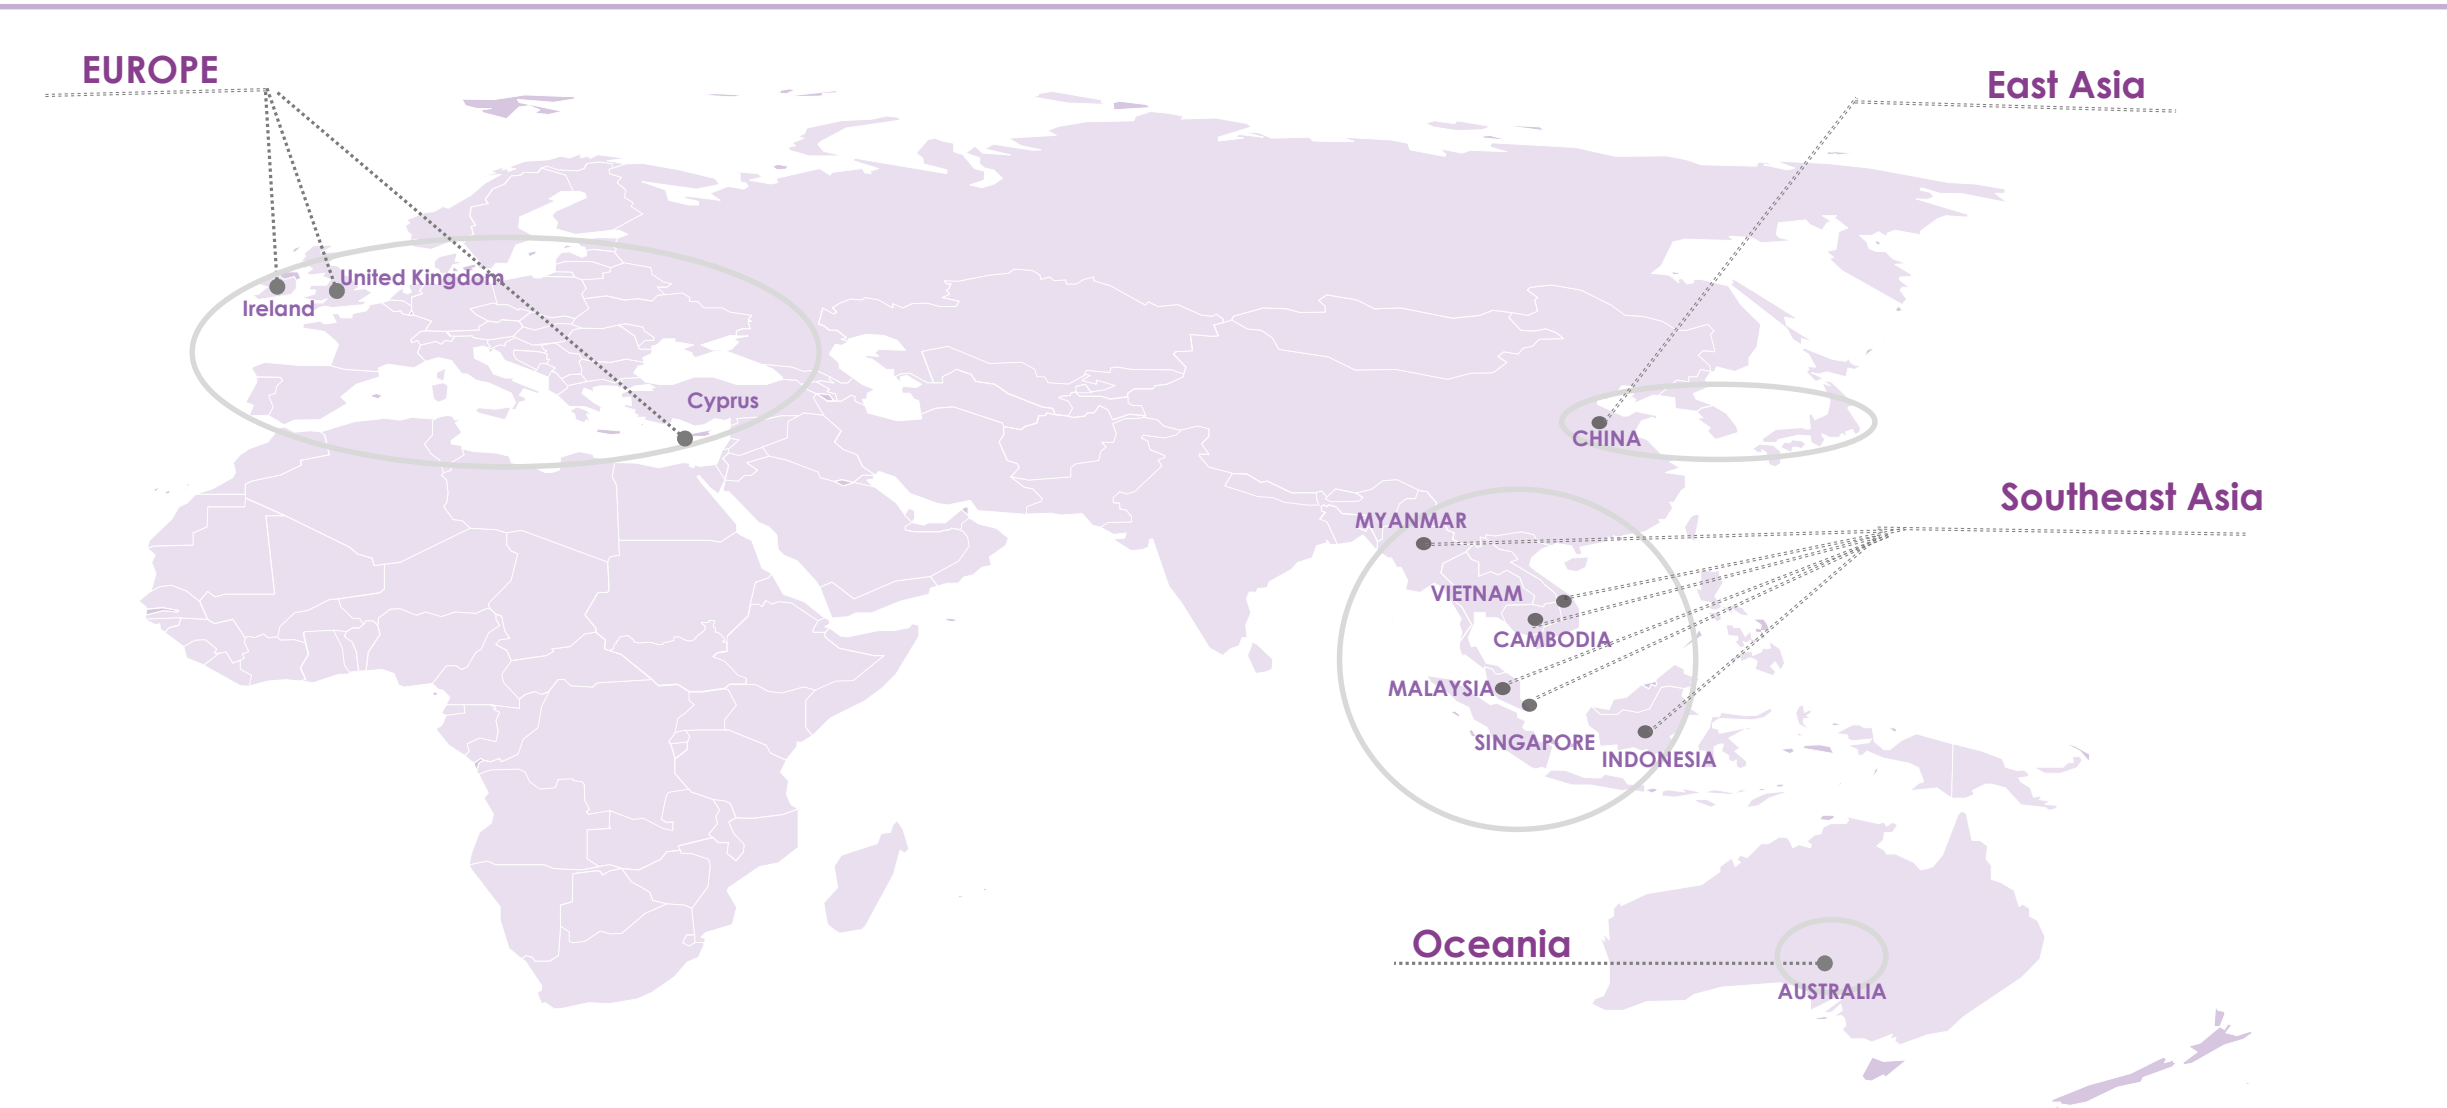 EUROPE
East Asia
United Kingdom
Ireland
Cyprus
CHINA
Southeast Asia
MYANMAR
VIETNAM
CAMBODIA
MALAYSIA
SINGAPORE
INDONESIA
Oceania
AUSTRALIA